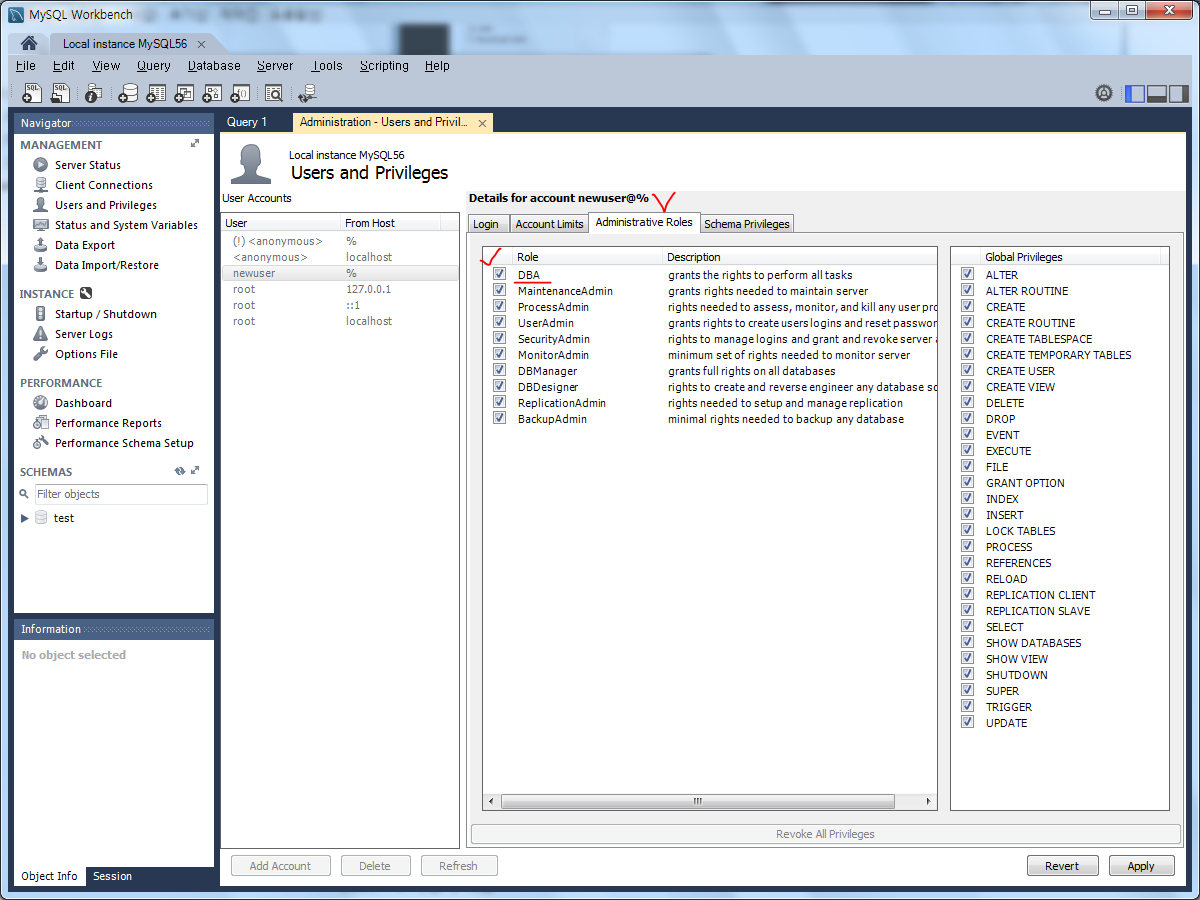 MySQL Workbench
Local instance MySQL56
File Edit View Query Database Server Tools Scripting Help
Navigator
MANAGEMENT
Server Status
Client Connections
Users and Privileges
Status and System Variables
Data Export
Data Import/Restore
INSTANCE
Startup / Shutdown
Server Logs
Options File
PERFORMANCE
Dashboard
Performance Reports
Performance Schema Setup
SCHEMAS
Filter objects
test
Information
No object selected
Object Info Session
Query 1 Administration - Users and Privil...
Local instance MySQL56
Users and Privileges
User Accounts
User From Host
(!) <anonymous> %
<anonymous> localhost
newuser %
root 127.0.0.1
root ::1
root localhost
Add Account Delete Refresh
Details for account newuser@%
Login Account Limits Administrative Roles Schema Privileges
Role Description
DBA grants the rights to perform all tasks
MaintenanceAdmin grants rights needed to maintain server
ProcessAdmin rights needed to assess, monitor, and kill any user pro
UserAdmin grants rights to create users logins and reset passwor
SecurityAdmin rights to manage logins and grant and revoke server
MonitorAdmin minimum set of rights needed to monitor server
DBManager grants full rights on all databases
DBDesigner rights to create and reverse engineer any database sc
ReplicationAdmin rights needed to setup and manage replication
BackupAdmin minimal rights needed to backup any database
Global Privileges
ALTER
ALTER ROUTINE
CREATE
CREATE ROUTINE
CREATE TABLESPACE
CREATE TEMPORARY TABLES
CREATE USER
CREATE VIEW
DELETE
DROP
EVENT
EXECUTE
FILE
GRANT OPTION
INDEX
INSERT
LOCK TABLES
PROCESS
REFERENCES
RELOAD
REPLICATION CLIENT
REPLICATION SLAVE
SELECT
SHOW DATABASES
SHOW VIEW
SHUTDOWN
SUPER
TRIGGER
UPDATE
Revoke All Privileges
Revert Apply